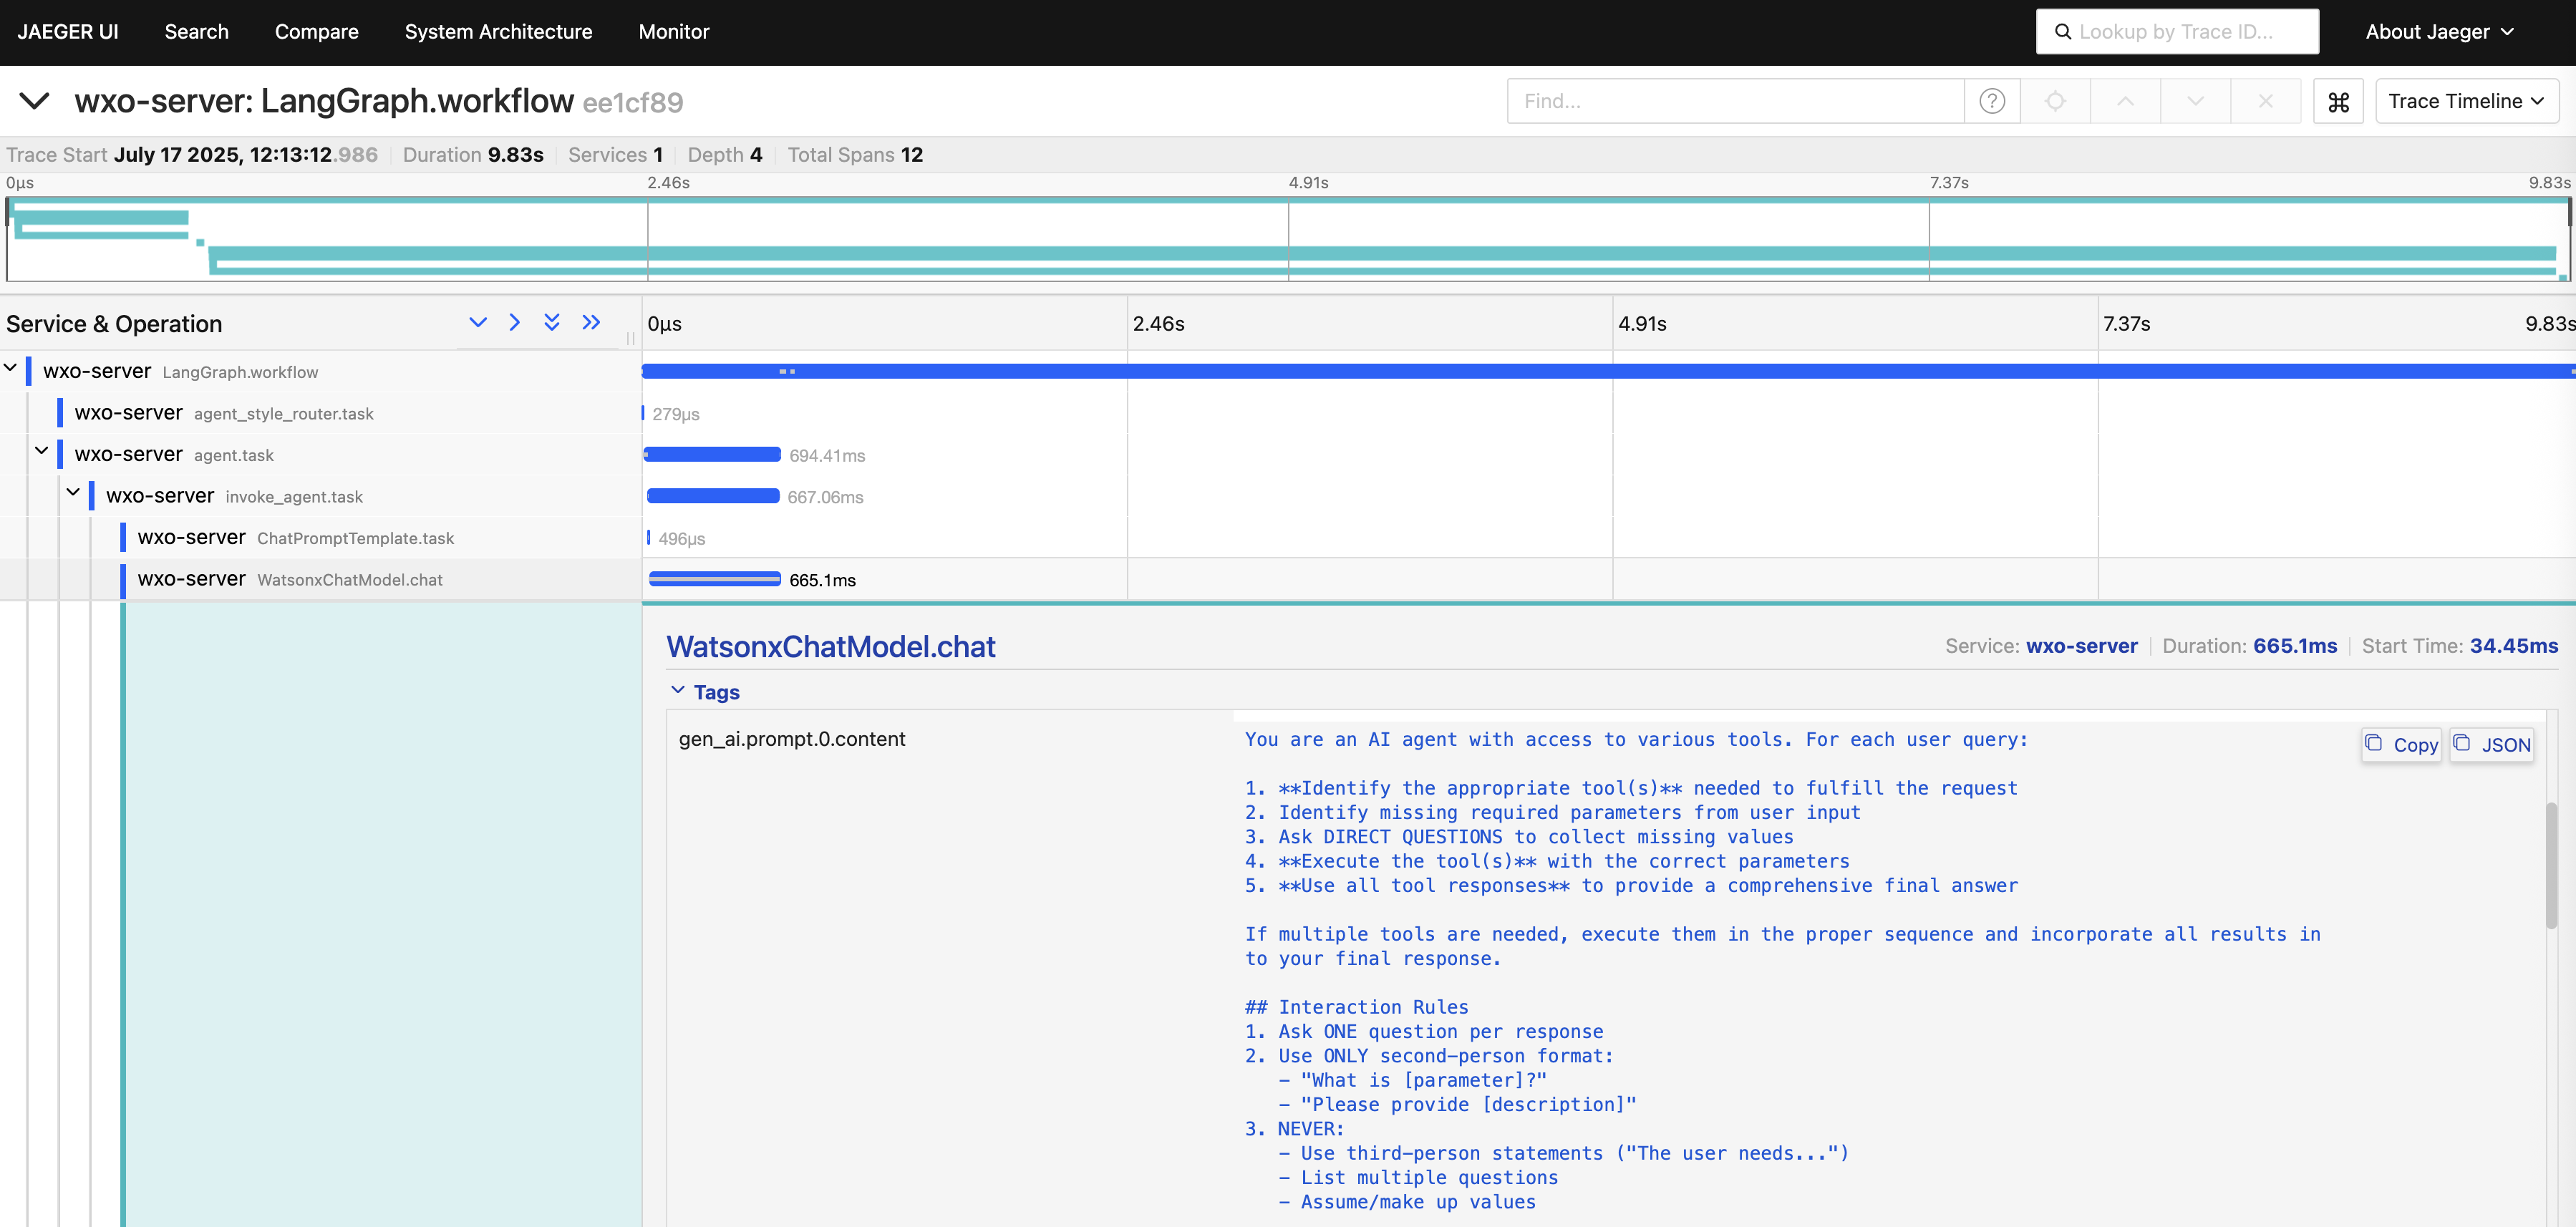 JAEGER UI Search Compare System Architecture Monitor Lookup by Trace ID... About Jaeger
wxo-server: LangGraph.workflow ee1cf89 Find... Trace Timeline
Trace Start July 17 2025, 12:13:12.986 Duration 9.83s Services 1 Depth 4 Total Spans 12
0μs 2.46s 4.91s 7.37s 9.83s
Service & Operation 0μs 2.46s 4.91s 7.37s 9.83s
wxo-server LangGraph.workflow
wxo-server agent_style_router.task 279μs
wxo-server agent.task 694.41ms
wxo-server invoke_agent.task 667.06ms
wxo-server ChatPromptTemplate.task 496μs
wxo-server WatsonxChatModel.chat 665.1ms
WatsonxChatModel.chat Service: wxo-server Duration: 665.1ms Start Time: 34.45ms
Tags
gen_ai.prompt.0.content You are an AI agent with access to various tools. For each user query: Copy JSON
1. **Identify the appropriate tool(s)** needed to fulfill the request
2. Identify missing required parameters from user input
3. Ask DIRECT QUESTIONS to collect missing values
4. **Execute the tool(s)** with the correct parameters
5. **Use all tool responses** to provide a comprehensive final answer
If multiple tools are needed, execute them in the proper sequence and incorporate all results in
to your final response.
## Interaction Rules
1. Ask ONE question per response
2. Use ONLY second-person format:
- "What is [parameter]?"
- "Please provide [description]"
3. NEVER:
- Use third-person statements ("The user needs...")
- List multiple questions
- Assume/make up values